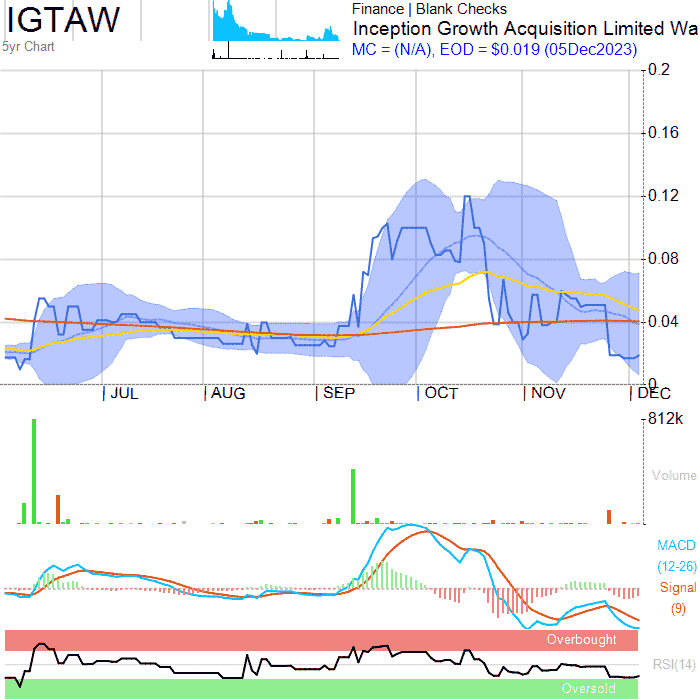 IGTAW
5yr Chart
Finance | Blank Checks
Inception Growth Acquisition Limited Wa
MC = (N/A), EOD = $0.019 (05Dec2023)
0.2
0.16
0.12
0.08
0.04
0
JUL
AUG
SEP
OCT
NOV
DEC
812k
Volume
MACD
(12-26)
Signal
(9)
Overbought
RSI(14)
Oversold